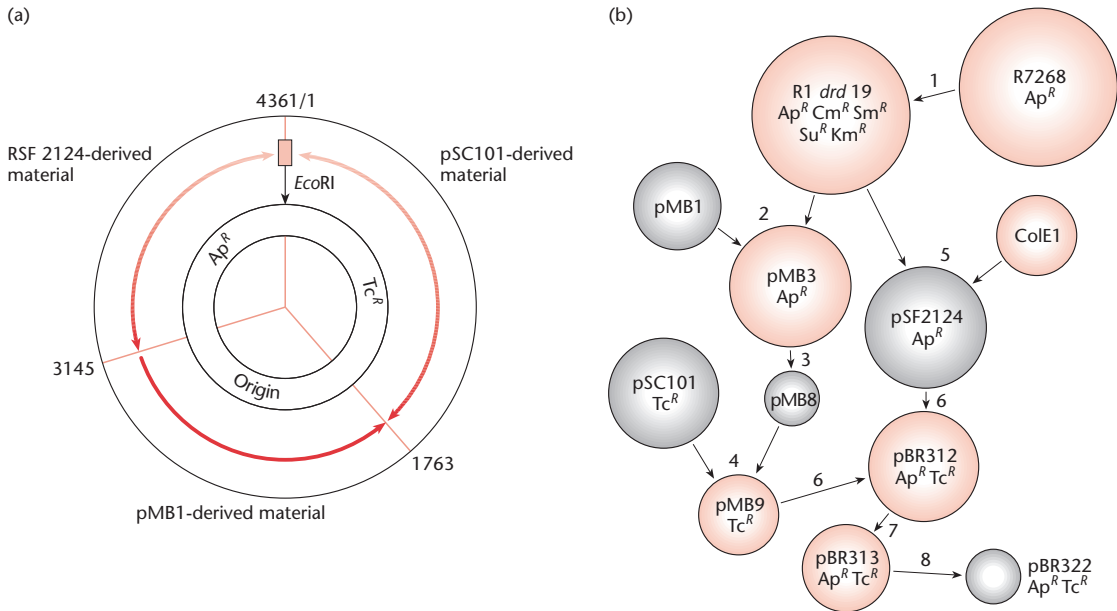 (a)
4361/1
RSF 2124-derived
material
pSC101-derived
material
EcoRI
Ap^R
Tc^R
Origin
3145
1763
pMB1-derived material
(b)
R1 drd 19
Ap^R Cm^R Sm^R
Su^R Km^R
1
R7268
Ap^R
pMB1
2
pMB3
Ap^R
ColE1
5
pSF2124
Ap^R
3
pSC101
Tc^R
pMB8
6
4
pMB9
Tc^R
6
pBR312
Ap^R Tc^R
7
pBR313
Ap^R Tc^R
8
pBR322
Ap^R Tc^R